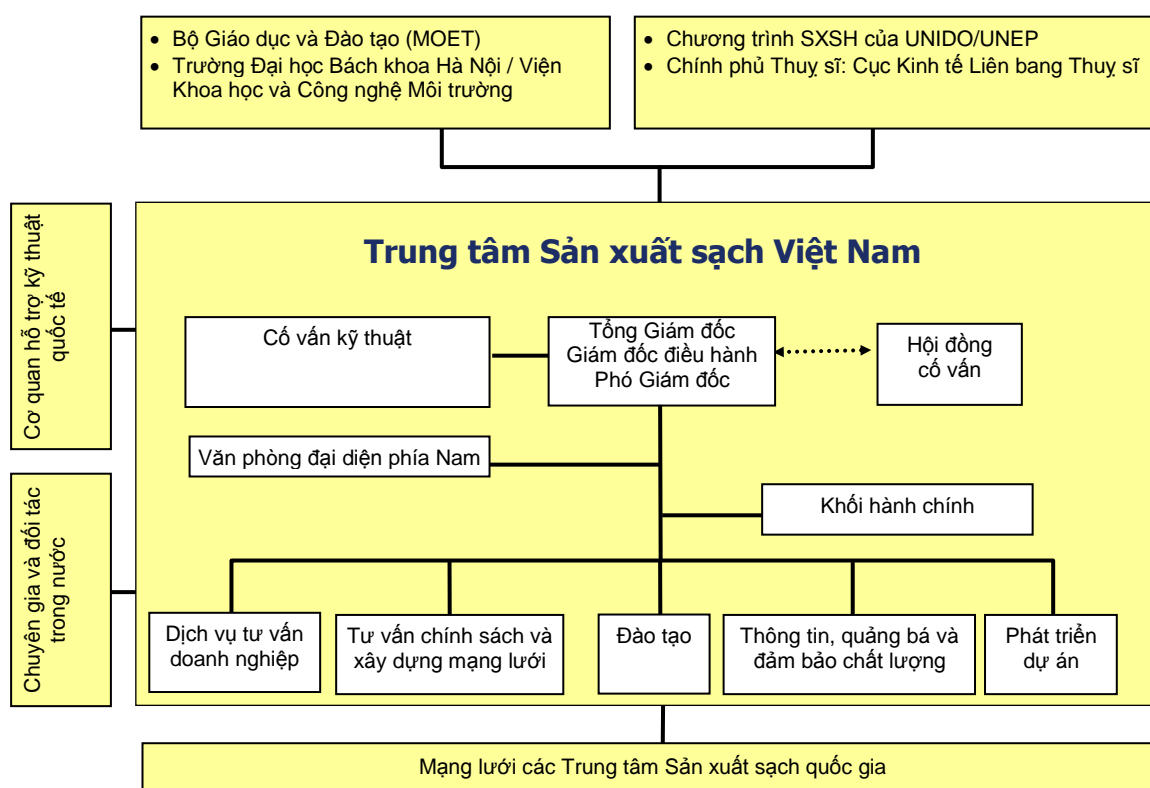 • Bộ Giáo dục và Đào tạo (MOET)
• Trường Đại học Bách khoa Hà Nội / Viện
Khoa học và Công nghệ Môi trường
• Chương trình SXSH của UNIDO/UNEP
• Chính phủ Thuỵ sĩ: Cục Kinh tế Liên bang Thuỵ sĩ
Cơ quan hỗ trợ kỹ thuật
quốc tế
Chuyên gia và đối tác
trong nước
Trung tâm Sản xuất sạch Việt Nam
Cố vấn kỹ thuật
Tổng Giám đốc
Giám đốc điều hành
Phó Giám đốc
Hội đồng
cố vấn
Văn phòng đại diện phía Nam
Khối hành chính
Dịch vụ tư vấn
doanh nghiệp
Tư vấn chính sách và
xây dựng mạng lưới
Đào tạo
Thông tin, quảng bá và
đảm bảo chất lượng
Phát triển
dự án
Mạng lưới các Trung tâm Sản xuất sạch quốc gia